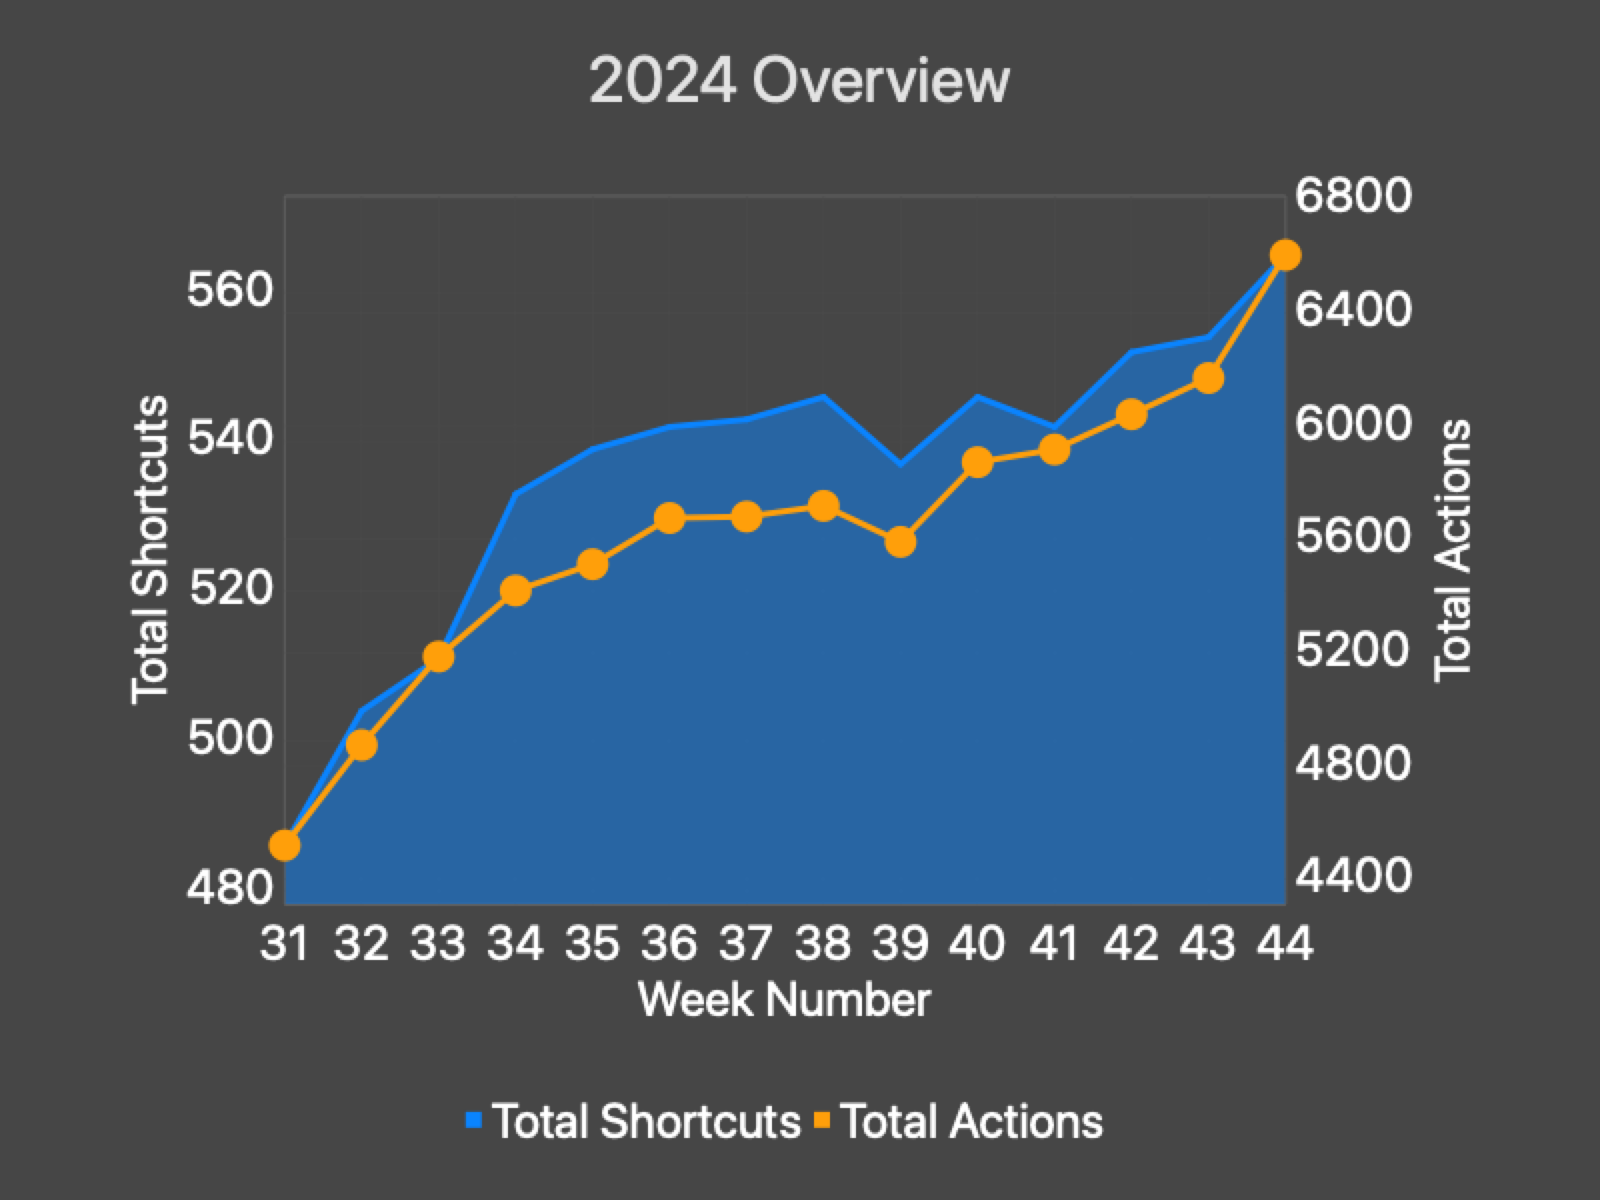 2024 Overview
6800
560
6400
540
6000
5600
520
5200
500
4800
480
4400
Total Shortcuts
Total Actions
31 32 33 34 35 36 37 38 39 40 41 42 43 44
Week Number
Total Shortcuts Total Actions